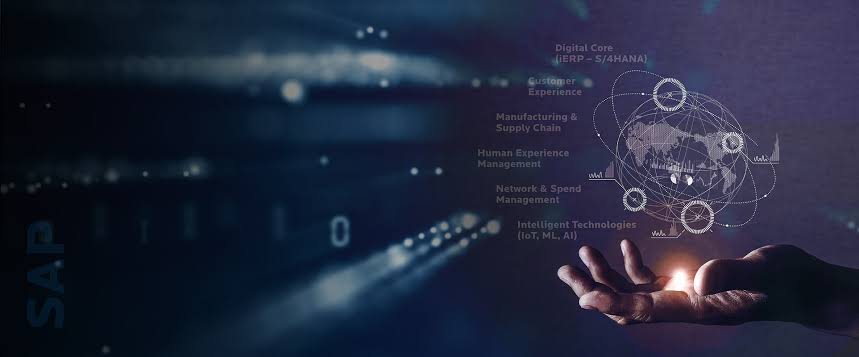 Digital Core
(iERP – S/4HANA)
Customer
Experience
Manufacturing &
Supply Chain
Human Experience
Management
Network & Spend
Management
Intelligent Technologies
(IoT, ML, AI)
SAP
0